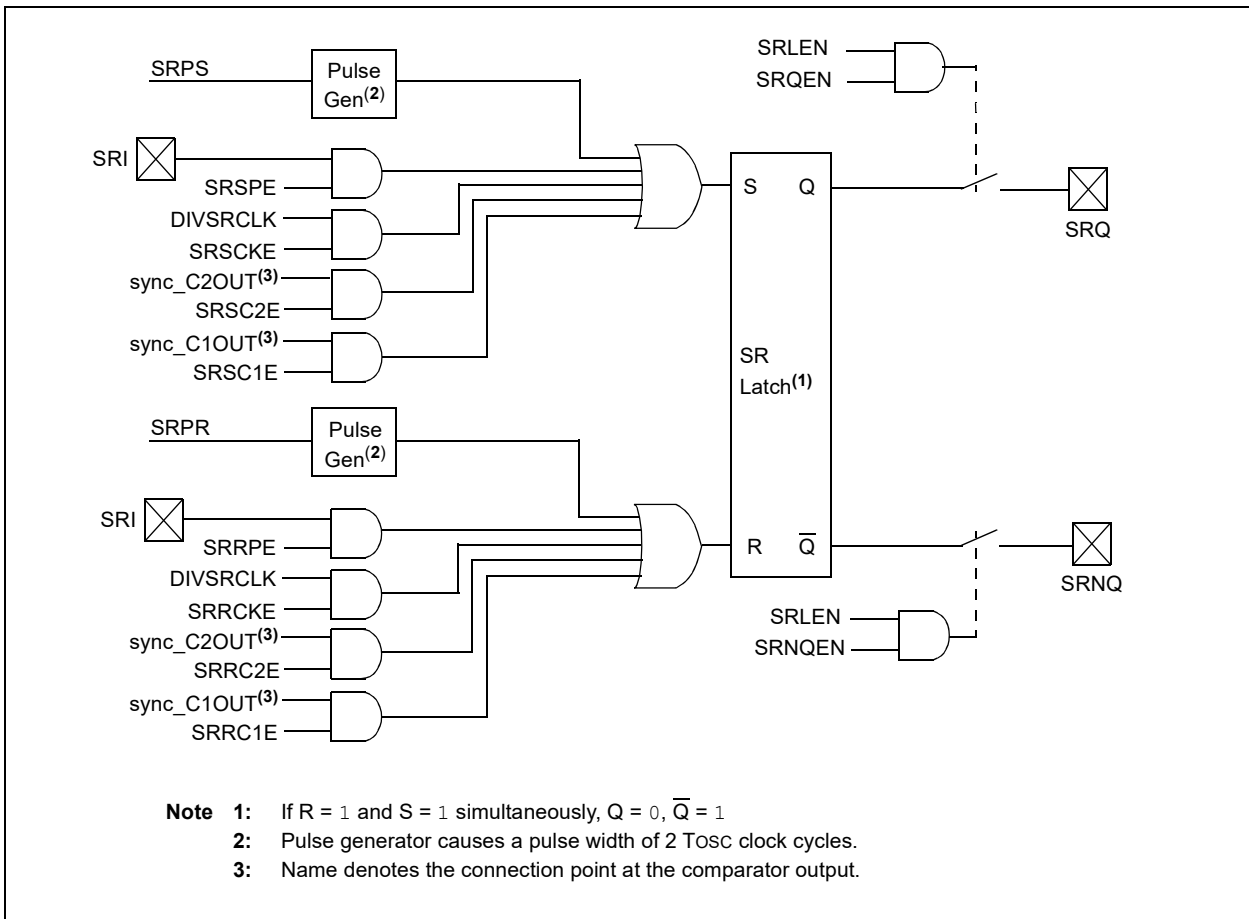 SRPS
Pulse
Gen(2)
SRI
SRSPE
DIVSRCLK
SRSCKE
sync_C2OUT(3)
SRSC2E
sync_C1OUT(3)
SRSC1E
SRPR
Pulse
Gen(2)
SRI
SRRPE
DIVSRCLK
SRRCKE
sync_C2OUT(3)
SRRC2E
sync_C1OUT(3)
SRRC1E
S Q
SR
Latch(1)
R Q̅
SRLEN
SRQEN
SRQ
SRNQ
SRLEN
SRNQEN
Note 1: If R = 1 and S = 1 simultaneously, Q = 0, Q̅ = 1
2: Pulse generator causes a pulse width of 2 TOSC clock cycles.
3: Name denotes the connection point at the comparator output.